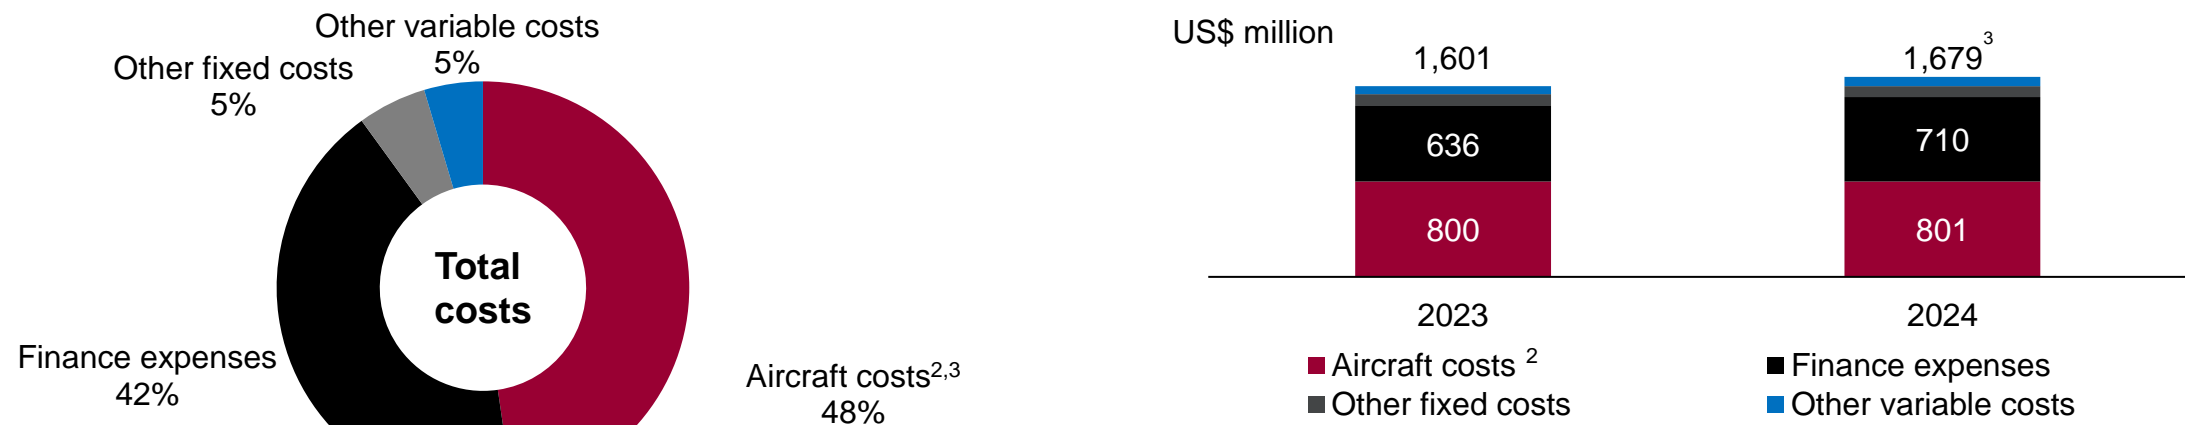 Other variable costs
5%
Other fixed costs
5%
Total
costs
Finance expenses
42%
Aircraft costs2,3
48%
US$ million
1,601
1,679 3
636
710
800
801
2023
2024
Aircraft costs 2
Finance expenses
Other fixed costs
Other variable costs